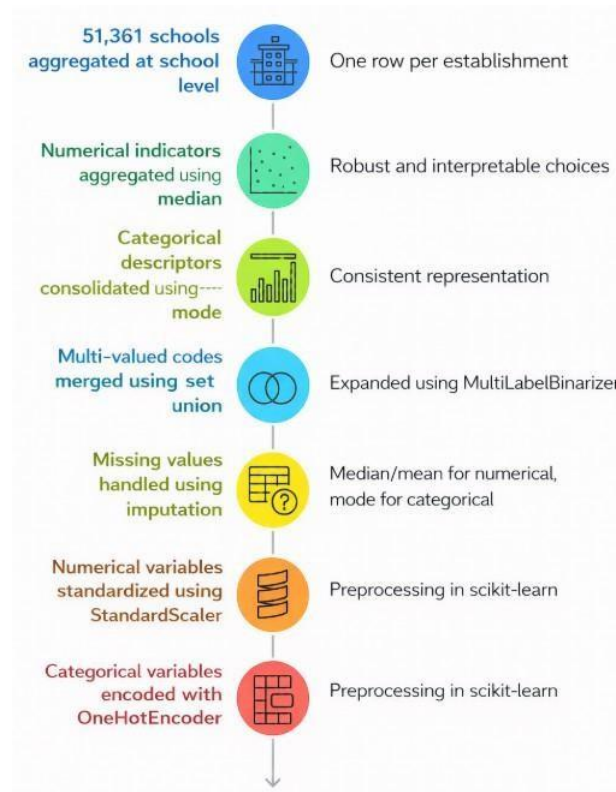 51,361 schools
aggregated at school
level
One row per establishment
Numerical indicators
aggregated using
median
Robust and interpretable choices
Categorical
descriptors
consolidated using----
mode
Consistent representation
Multi-valued codes
merged using set
union
Expanded using MultiLabelBinarizer
Missing values
handled using
imputation
Median/mean for numerical,
mode for categorical
Numerical variables
standardized using
StandardScaler
Preprocessing in scikit-learn
Categorical variables
encoded with
OneHotEncoder
Preprocessing in scikit-learn